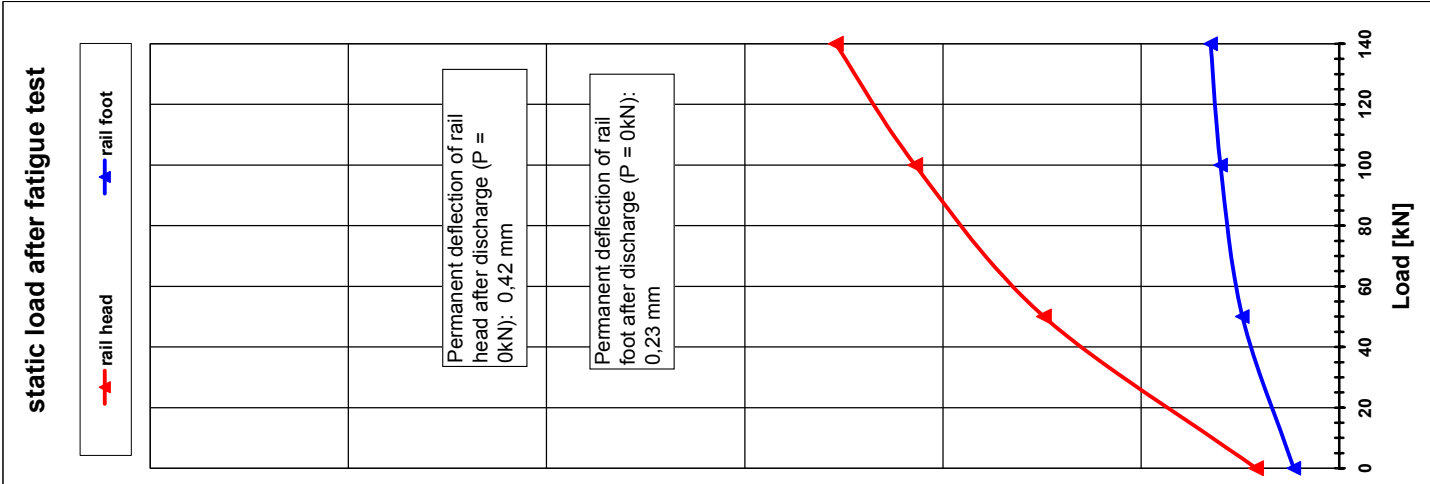 static load after fatigue test
rail head
rail foot
Permanent deflection of rail
head after discharge (P =
0kN): 0,42 mm
Permanent deflection of rail
foot after discharge (P = 0kN):
0,23 mm
0
20
40
60
80
100
120
140
Load [kN]